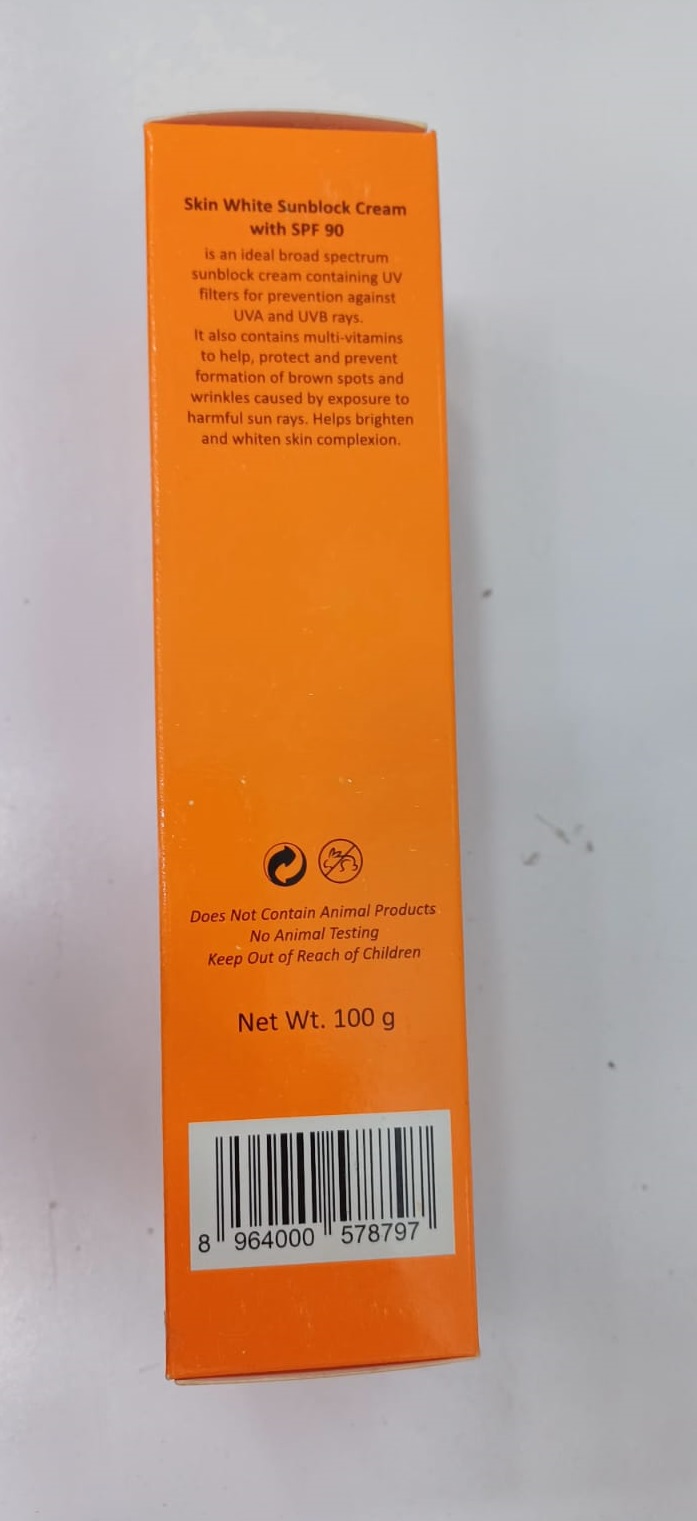 Skin White Sunblock Cream
with SPF 90
is an ideal broad spectrum
sunblock cream containing UV
filters for prevention against
UVA and UVB rays.
It also contains multi-vitamins
to help, protect and prevent
formation of brown spots and
wrinkles caused by exposure to
harmful sun rays. Helps brighten
and whiten skin complexion.
Does Not Contain Animal Products
No Animal Testing
Keep Out of Reach of Children
Net Wt. 100 g
8 964000 578797